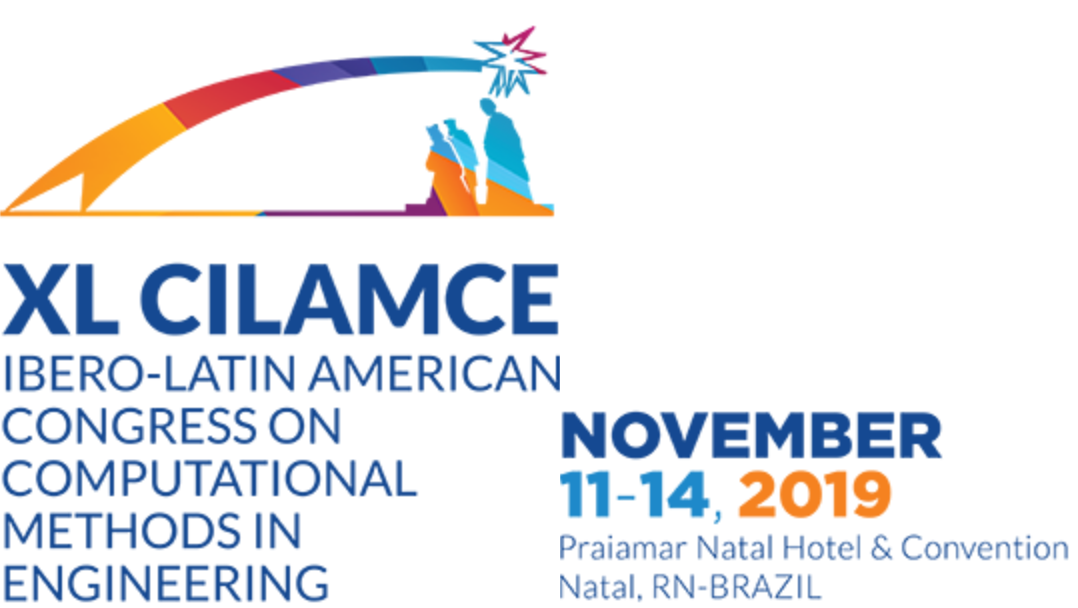 XL CILAMCE
IBERO-LATIN AMERICAN
CONGRESS ON
COMPUTATIONAL
METHODS IN
ENGINEERING
NOVEMBER
11-14, 2019
Praiamar Natal Hotel & Convention
Natal, RN-BRAZIL